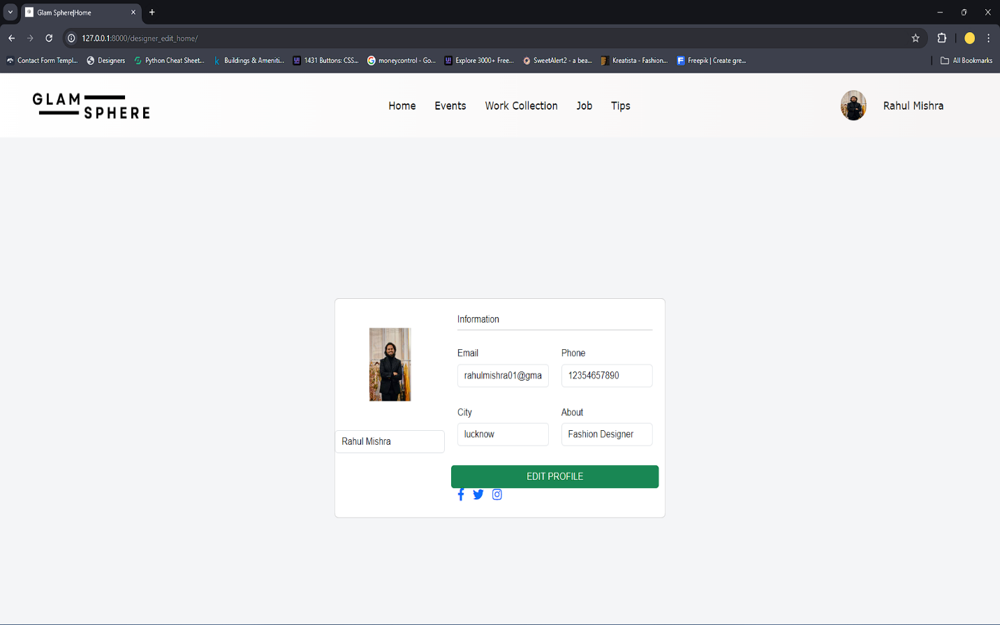 Glam Sphere|Home
127.0.0.1:8000/designer_edit_home/
Contact Form Templ... Designers Python Cheat Sheet... Buildings & Ameniti... 1431 Buttons: CSS... moneycontrol - Go... Explore 3000+ Free... SweetAlert2 - a bea... Kreatista - Fashion... Freepik | Create gre... All Bookmarks
GLAM
SPHERE
Home Events Work Collection Job Tips
Rahul Mishra
Information
Email Phone
rahulmishra01@gma 12354657890
City About
lucknow Fashion Designer
Rahul Mishra
EDIT PROFILE